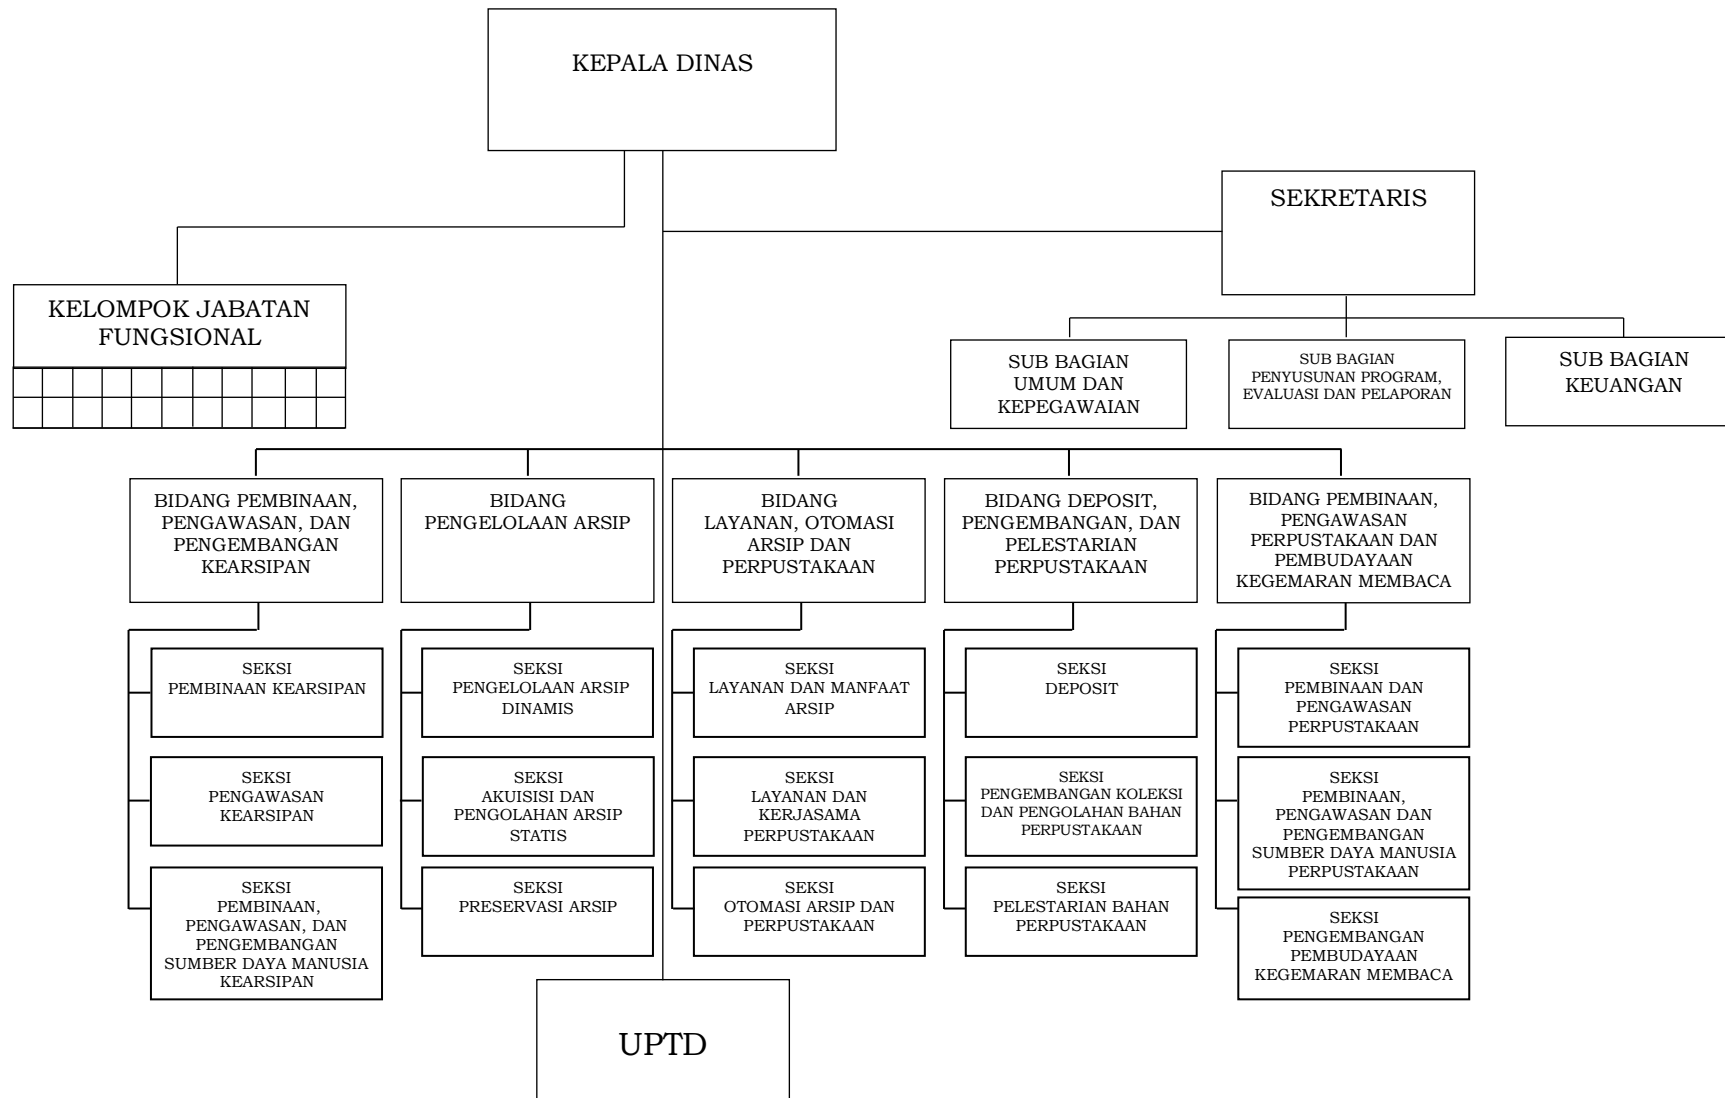 KEPALA DINAS
SEKRETARIS
KELOMPOK JABATAN
FUNGSIONAL
SUB BAGIAN
UMUM DAN
KEPEGAWAIAN
SUB BAGIAN
PENYUSUNAN PROGRAM,
EVALUASI DAN PELAPORAN
SUB BAGIAN
KEUANGAN
BIDANG PEMBINAAN,
PENGAWASAN, DAN
PENGEMBANGAN
KEARSIPAN
BIDANG
PENGELOLAAN ARSIP
BIDANG
LAYANAN, OTOMASI
ARSIP DAN
PERPUSTAKAAN
BIDANG DEPOSIT,
PENGEMBANGAN, DAN
PELESTARIAN
PERPUSTAKAAN
BIDANG PEMBINAAN,
PENGAWASAN
PERPUSTAKAAN DAN
PEMBUDAYAAN
KEGEMARAN MEMBACA
SEKSI
PEMBINAAN KEARSIPAN
SEKSI
PENGELOLAAN ARSIP
DINAMIS
SEKSI
LAYANAN DAN MANFAAT
ARSIP
SEKSI
DEPOSIT
SEKSI
PEMBINAAN DAN
PENGAWASAN
PERPUSTAKAAN
SEKSI
PENGAWASAN
KEARSIPAN
SEKSI
AKUISISI DAN
PENGOLAHAN ARSIP
STATIS
SEKSI
LAYANAN DAN
KERJASAMA
PERPUSTAKAAN
SEKSI
PENGEMBANGAN KOLEKSI
DAN PENGOLAHAN BAHAN
PERPUSTAKAAN
SEKSI
PEMBINAAN,
PENGAWASAN DAN
PENGEMBANGAN
SUMBER DAYA MANUSIA
PERPUSTAKAAN
SEKSI
PEMBINAAN,
PENGAWASAN, DAN
PENGEMBANGAN
SUMBER DAYA MANUSIA
KEARSIPAN
SEKSI
PRESERVASI ARSIP
SEKSI
OTOMASI ARSIP DAN
PERPUSTAKAAN
SEKSI
PELESTARIAN BAHAN
PERPUSTAKAAN
SEKSI
PENGEMBANGAN
PEMBUDAYAAN
KEGEMARAN MEMBACA
UPTD